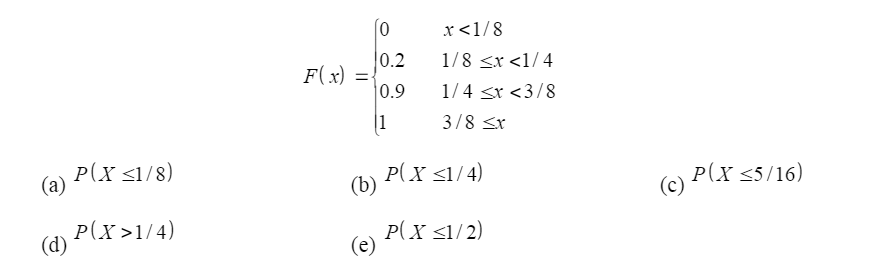 0 x <1/8
0.2 1/8 ≤x <1/4
F(x) = 0.9 1/4 ≤x <3/8
1 3/8 ≤x
(a) P(X ≤1/8) (b) P(X ≤1/4) (c) P(X ≤5/16)
(d) P(X >1/4) (e) P(X ≤1/2)